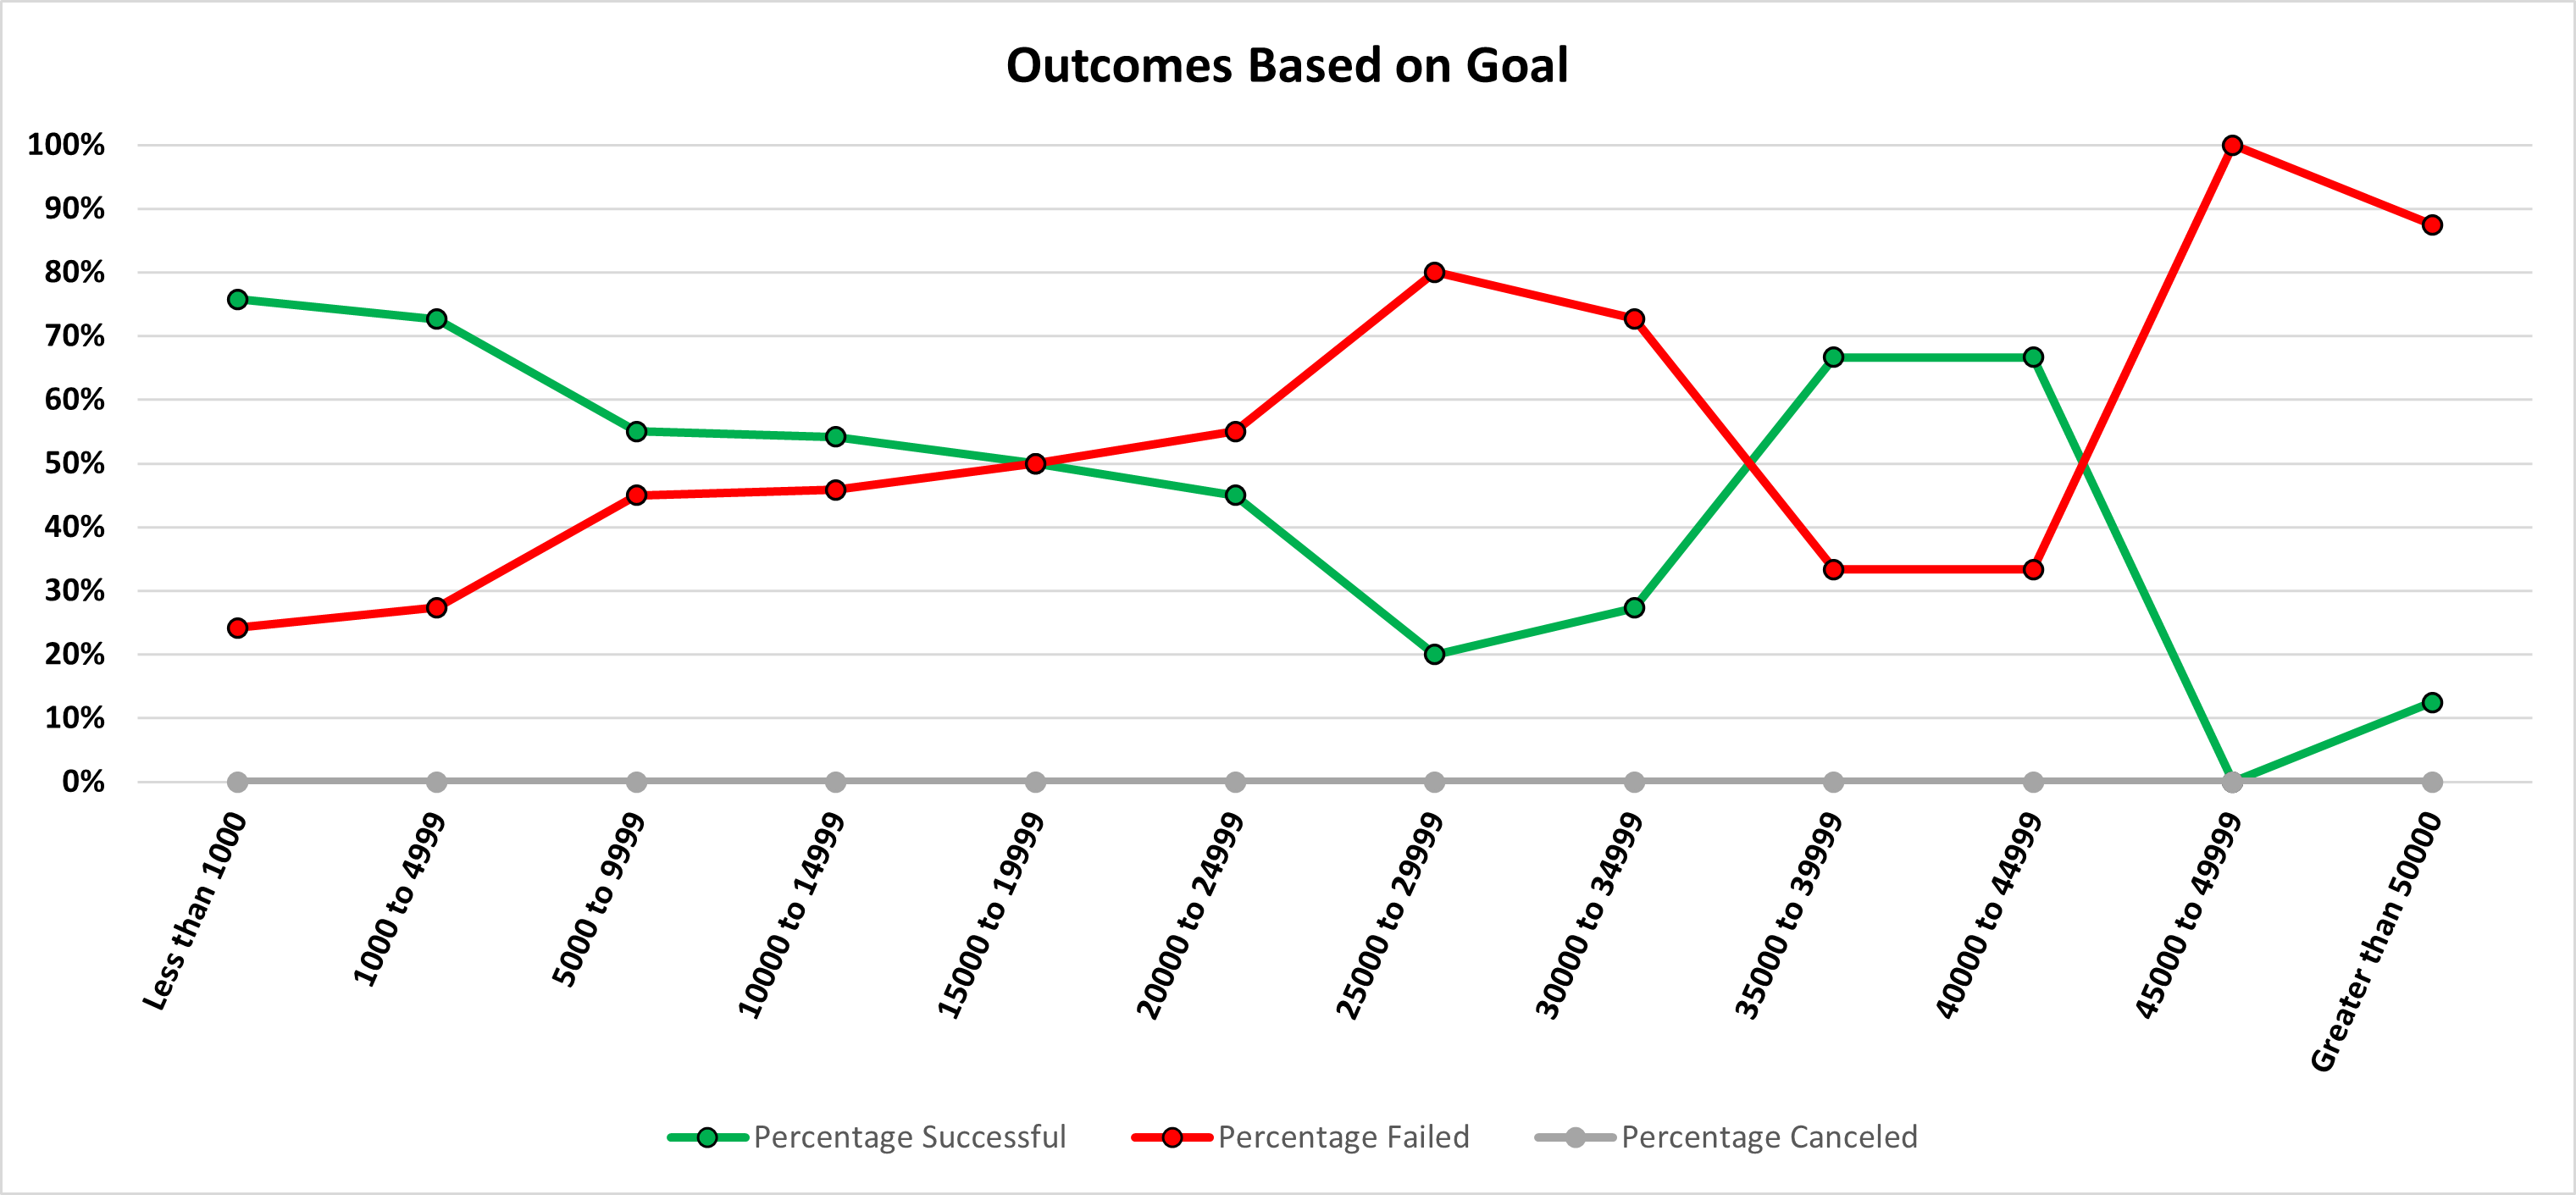 Outcomes Based on Goal
100%
90%
80%
70%
60%
50%
40%
30%
20%
10%
0%
Less than 1000
1000 to 4999
5000 to 9999
10000 to 14999
15000 to 19999
20000 to 24999
25000 to 29999
30000 to 34999
35000 to 39999
40000 to 44999
45000 to 49999
Greater than 50000
Percentage Successful
Percentage Failed
Percentage Canceled